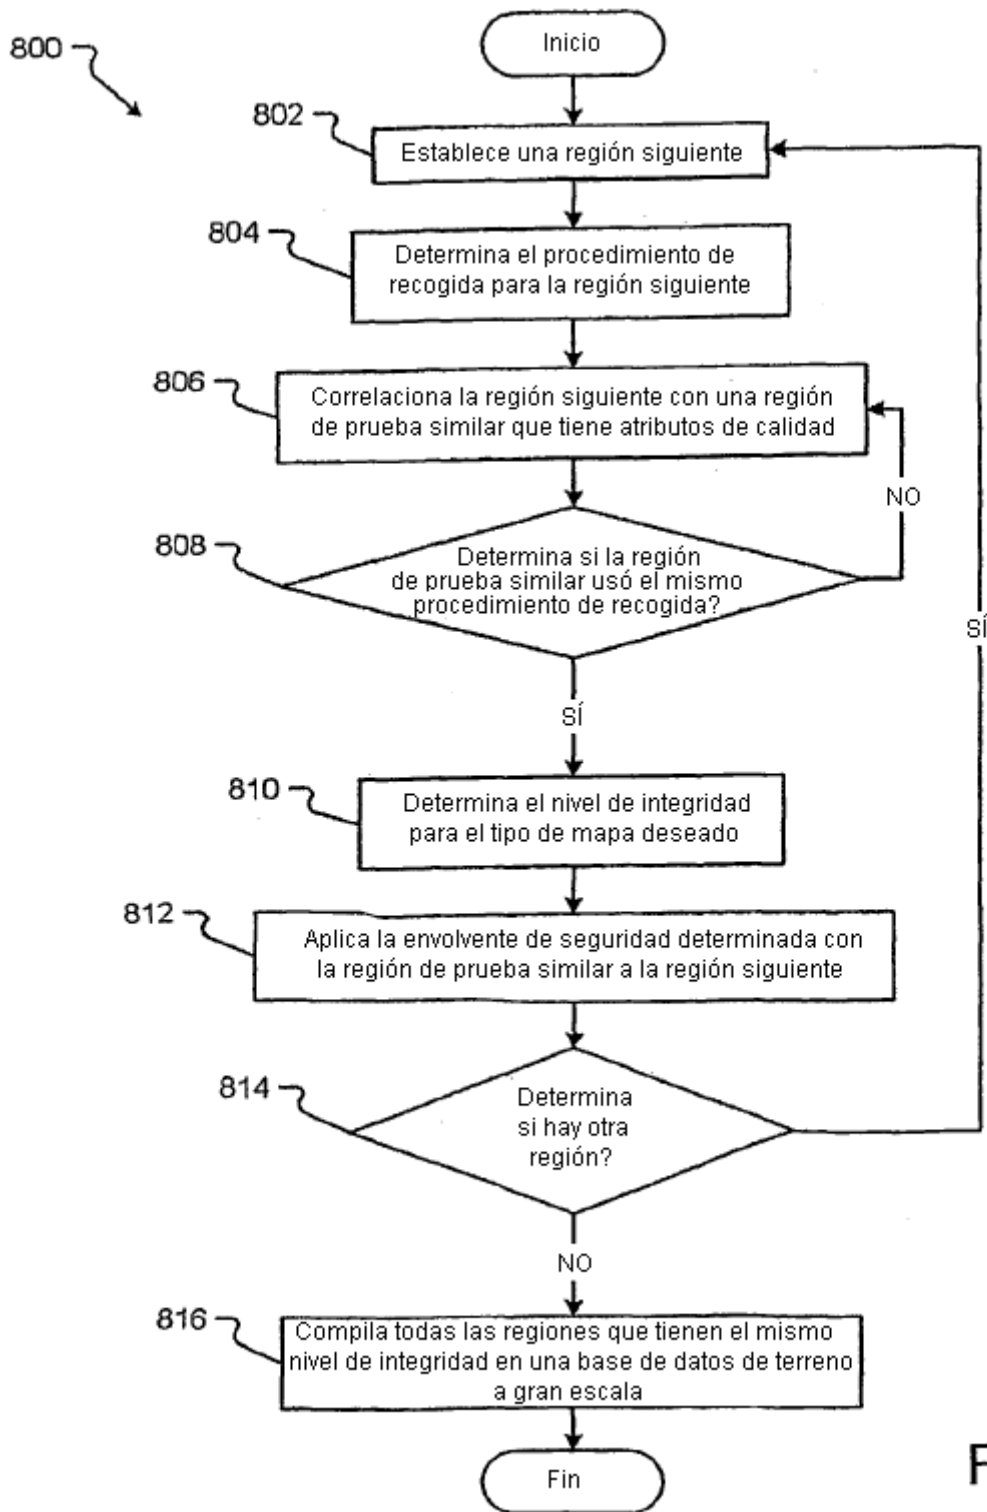 800
Inicio
802
Establece una región siguiente
804
Determina el procedimiento de
recogida para la región siguiente
806
Correlaciona la región siguiente con una región
de prueba similar que tiene atributos de calidad
NO
808
Determina si la región
de prueba similar usó el mismo
procedimiento de recogida?
SÍ
SÍ
810
Determina el nivel de integridad
para el tipo de mapa deseado
812
Aplica la envolvente de seguridad determinada con
la región de prueba similar a la región siguiente
814
Determina
si hay otra
región?
NO
816
Compila todas las regiones que tienen el mismo
nivel de integridad en una base de datos de terreno
a gran escala
Fin
F